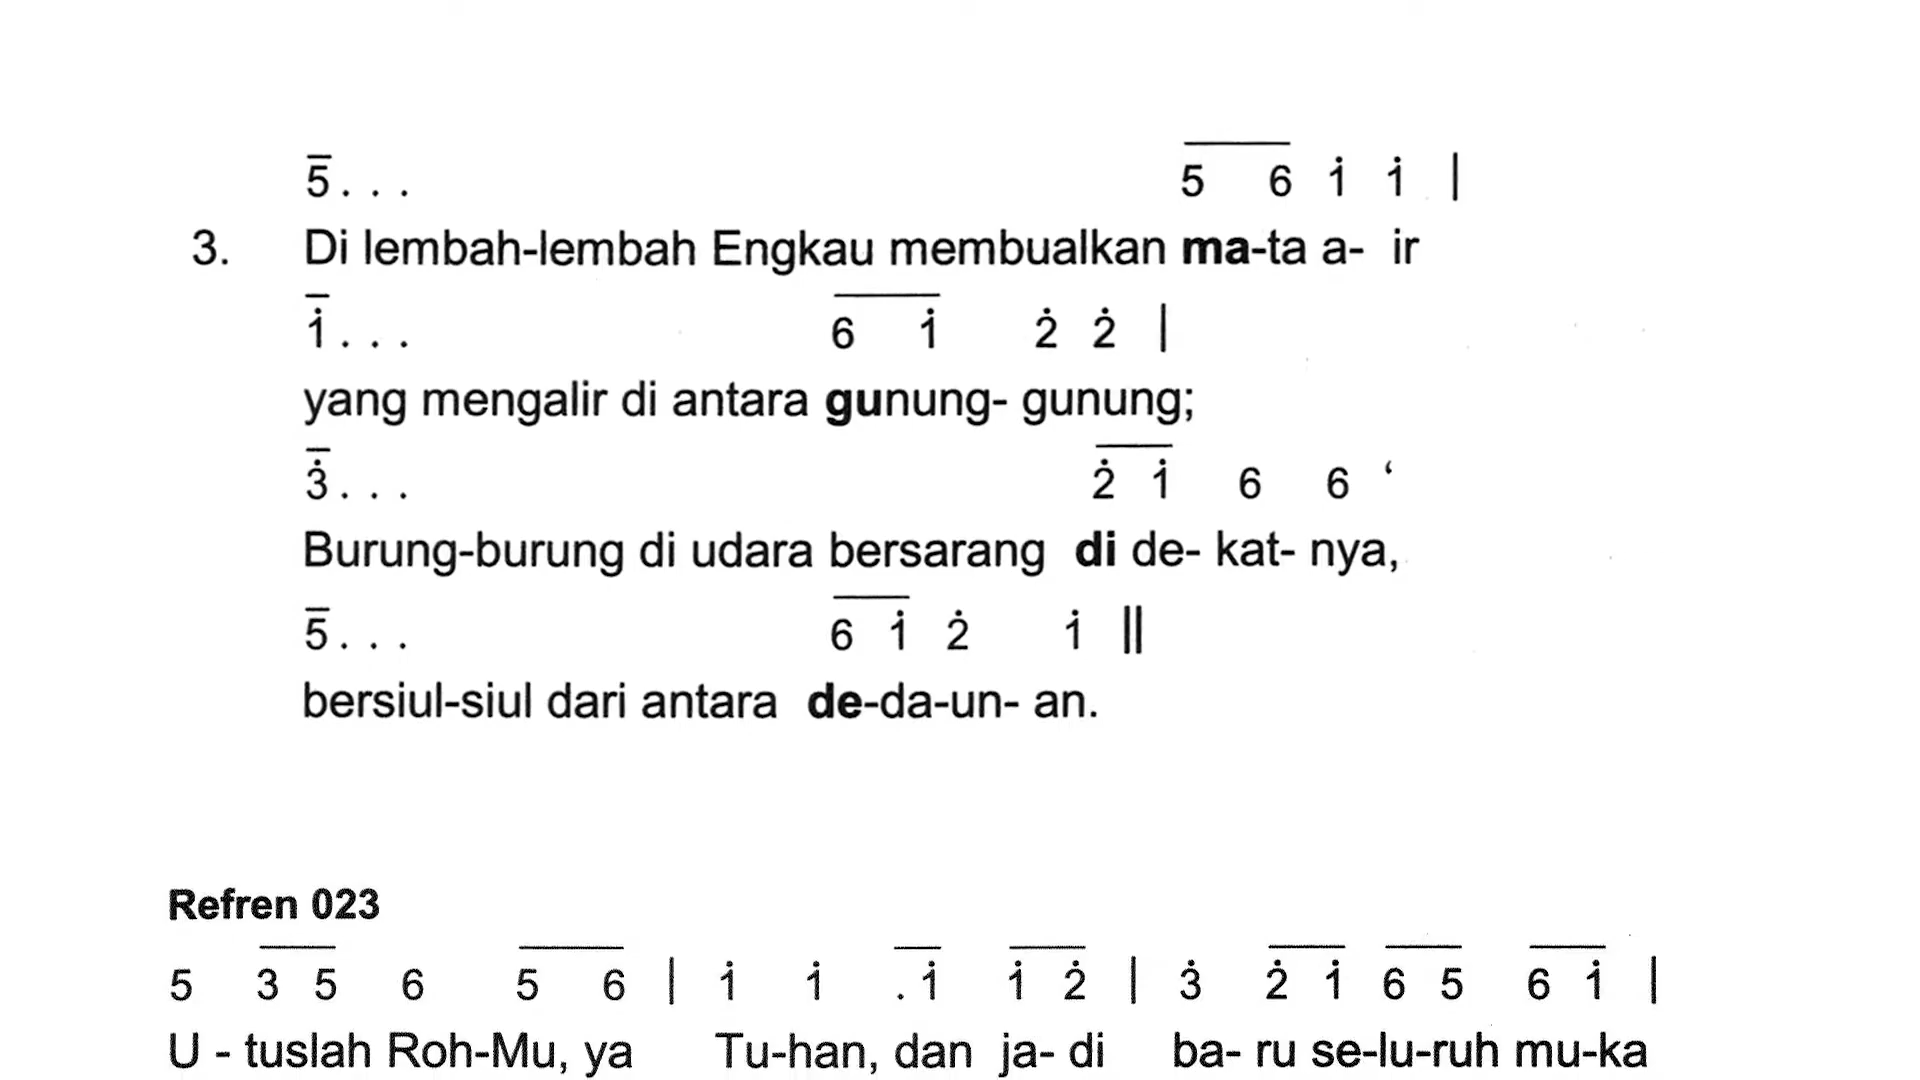 5̅ . . . 5 6 1̇ 1̇ |
3. Di lembah-lembah Engkau membualkan ma-ta a- ir
1̇ . . . 6 1̇ 2̇ 2̇ |
yang mengalir di antara gunung- gunung;
3̇ . . . 2̇ 1̇ 6 6 ‘
Burung-burung di udara bersarang di de- kat- nya,
5̅ . . . 6 1̇ 2̇ 1̇ ||
bersiul-siul dari antara de-da-un- an.
Refren 023
5 3 5 6 5 6 | 1̇ 1̇ . 1̇ 1̇ 2̇ | 3̇ 2̇ 1̇ 6 5 6 1̇ |
U - tuslah Roh-Mu, ya Tu-han, dan ja- di ba- ru se-lu-ruh mu-ka